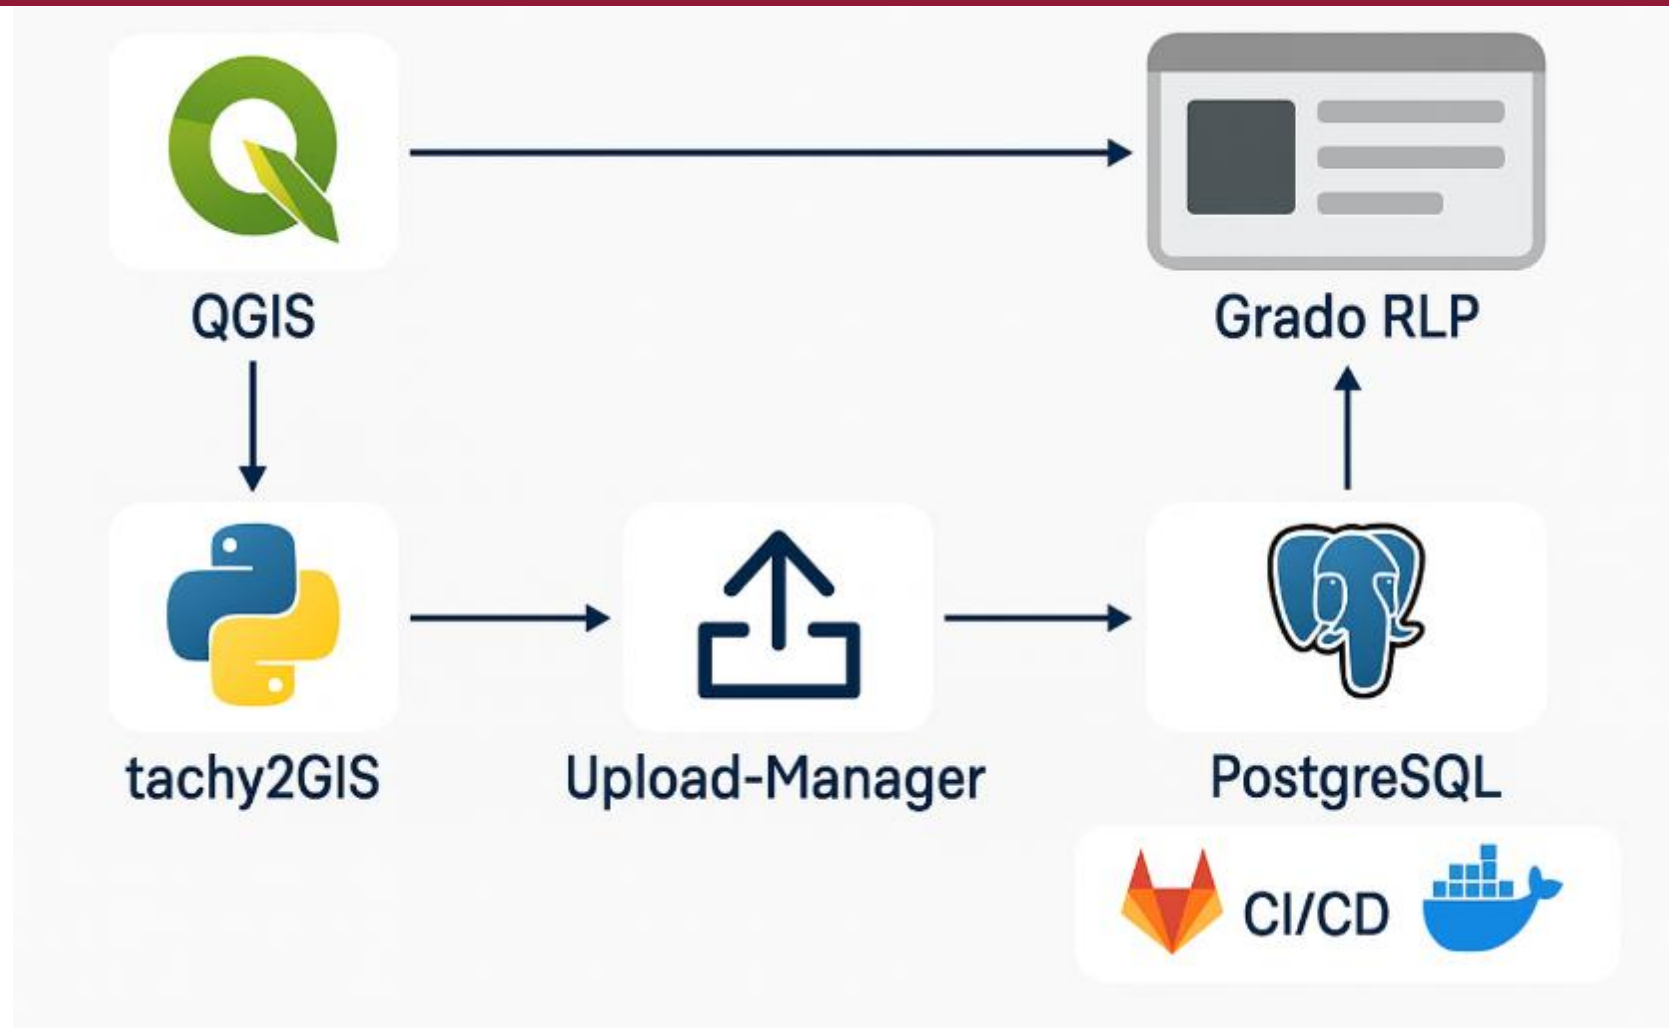 QGIS
Grado RLP
tachy2GIS
Upload-Manager
PostgreSQL
CI/CD